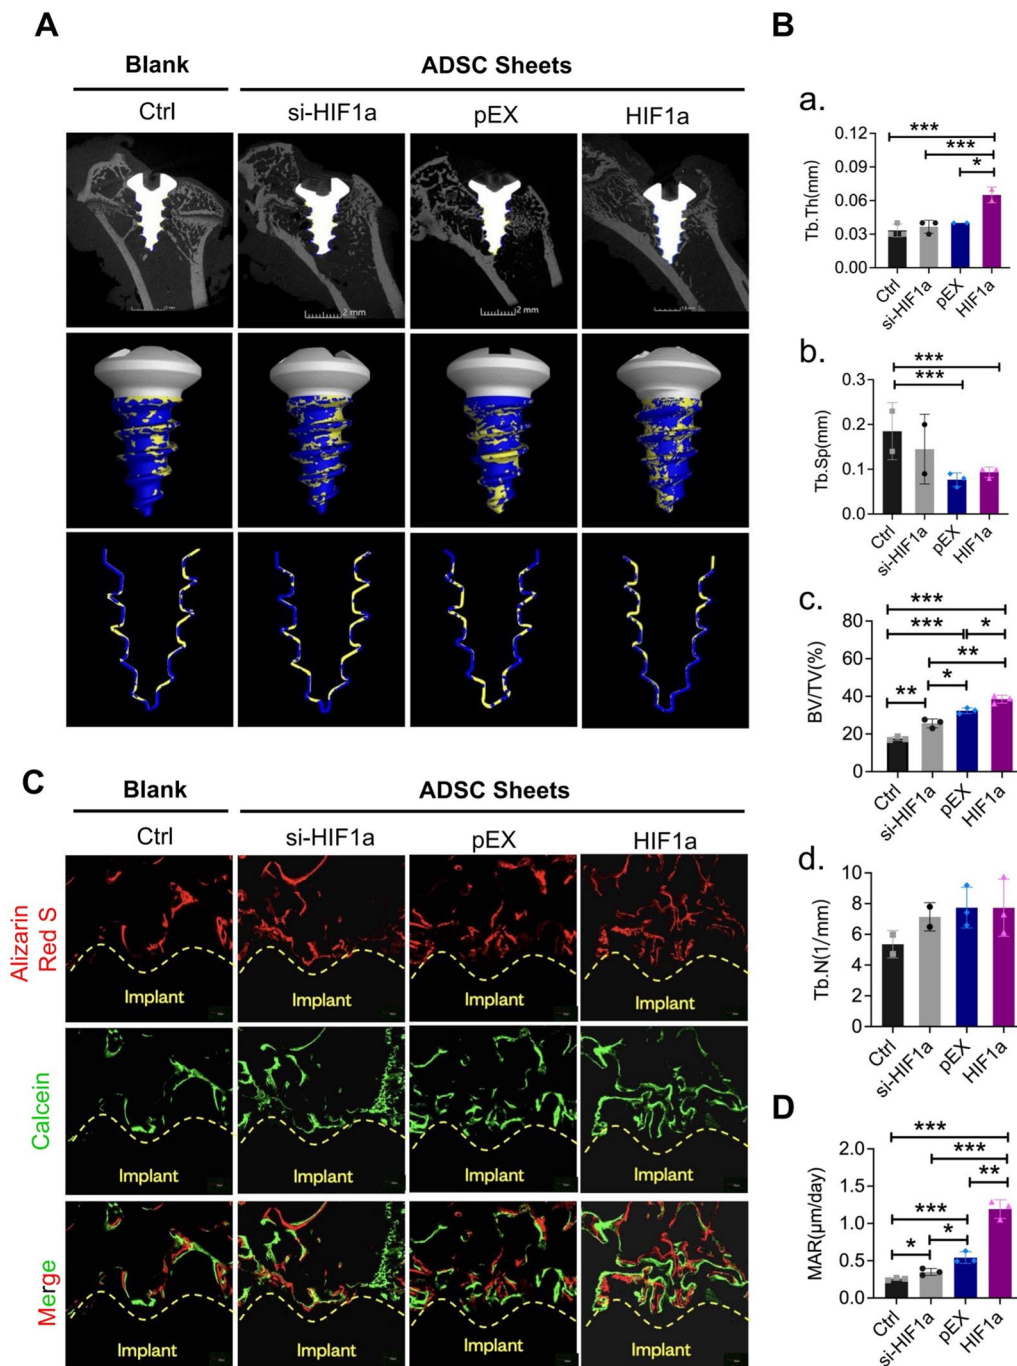 A
Blank
ADSC Sheets
Ctrl
si-HIF1a
pEX
HIF1a
2 mm
2 mm
B
a.
***
***
*
Tb.Th(mm)
0.12
0.09
0.06
0.03
0.00
Ctrl
si-HIF1a
pEX
HIF1a
b.
***
***
Tb.Sp(mm)
0.3
0.2
0.1
0.0
Ctrl
si-HIF1a
pEX
HIF1a
c.
***
***
*
**
*
**
BV/TV(%)
80
60
40
20
0
Ctrl
si-HIF1a
pEX
HIF1a
d.
Tb.N(1/mm)
10
8
6
4
2
0
Ctrl
si-HIF1a
pEX
HIF1a
C
Blank
ADSC Sheets
Ctrl
si-HIF1a
pEX
HIF1a
Alizarin
Red S
Implant
Implant
Implant
Implant
Calcein
Implant
Implant
Implant
Implant
Merge
Implant
Implant
Implant
Implant
D
***
***
**
***
*
*
MAR(μm/day)
2.0
1.5
1.0
0.5
0.0
Ctrl
si-HIF1a
pEX
HIF1a